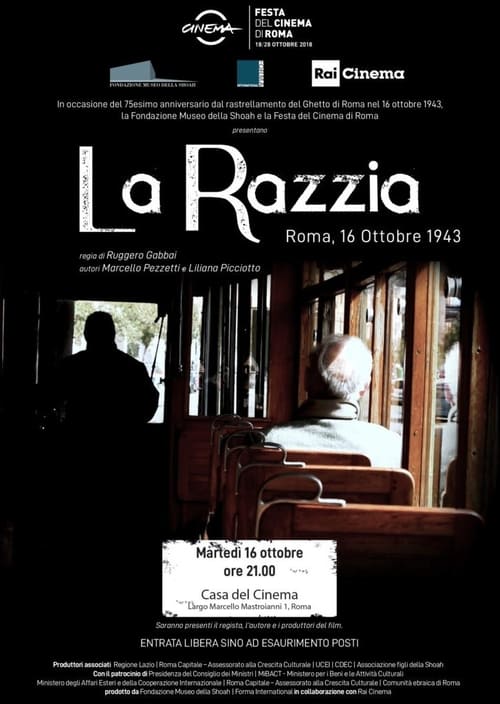 CINEMA
FESTA
DEL CINEMA
DI ROMA
18/28 OTTOBRE 2018
FONDAZIONE MUSEO DELLA SHOAH
Rai Cinema
In occasione del 75esimo anniversario dal rastrellamento del Ghetto di Roma nel 16 ottobre 1943,
la Fondazione Museo della Shoah e la Festa del Cinema di Roma
presentano
La Razzia
Roma, 16 Ottobre 1943
regia di Ruggero Gabbai
autori Marcello Pezzetti e Liliana Picciotto
Martedì 16 ottobre
ore 21.00
Casa del Cinema
Largo Marcello Mastroianni 1, Roma
Saranno presenti il regista, l'autore e i produttori del film.
ENTRATA LIBERA SINO AD ESAURIMENTO POSTI
Produttori associati Regione Lazio | Roma Capitale – Assessorato alla Crescita Culturale | UCEI | CDEC | Associazione figli della Shoah
Con il patrocinio di Presidenza del Consiglio dei Ministri | MiBACT - Ministero per i Beni e le Attività Culturali
Ministero degli Affari Esteri e della Cooperazione Internazionale | Roma Capitale – Assessorato alla Crescita Culturale | Comunità ebraica di Roma
prodotto da Fondazione Museo della Shoah | Forma International in collaborazione con Rai Cinema